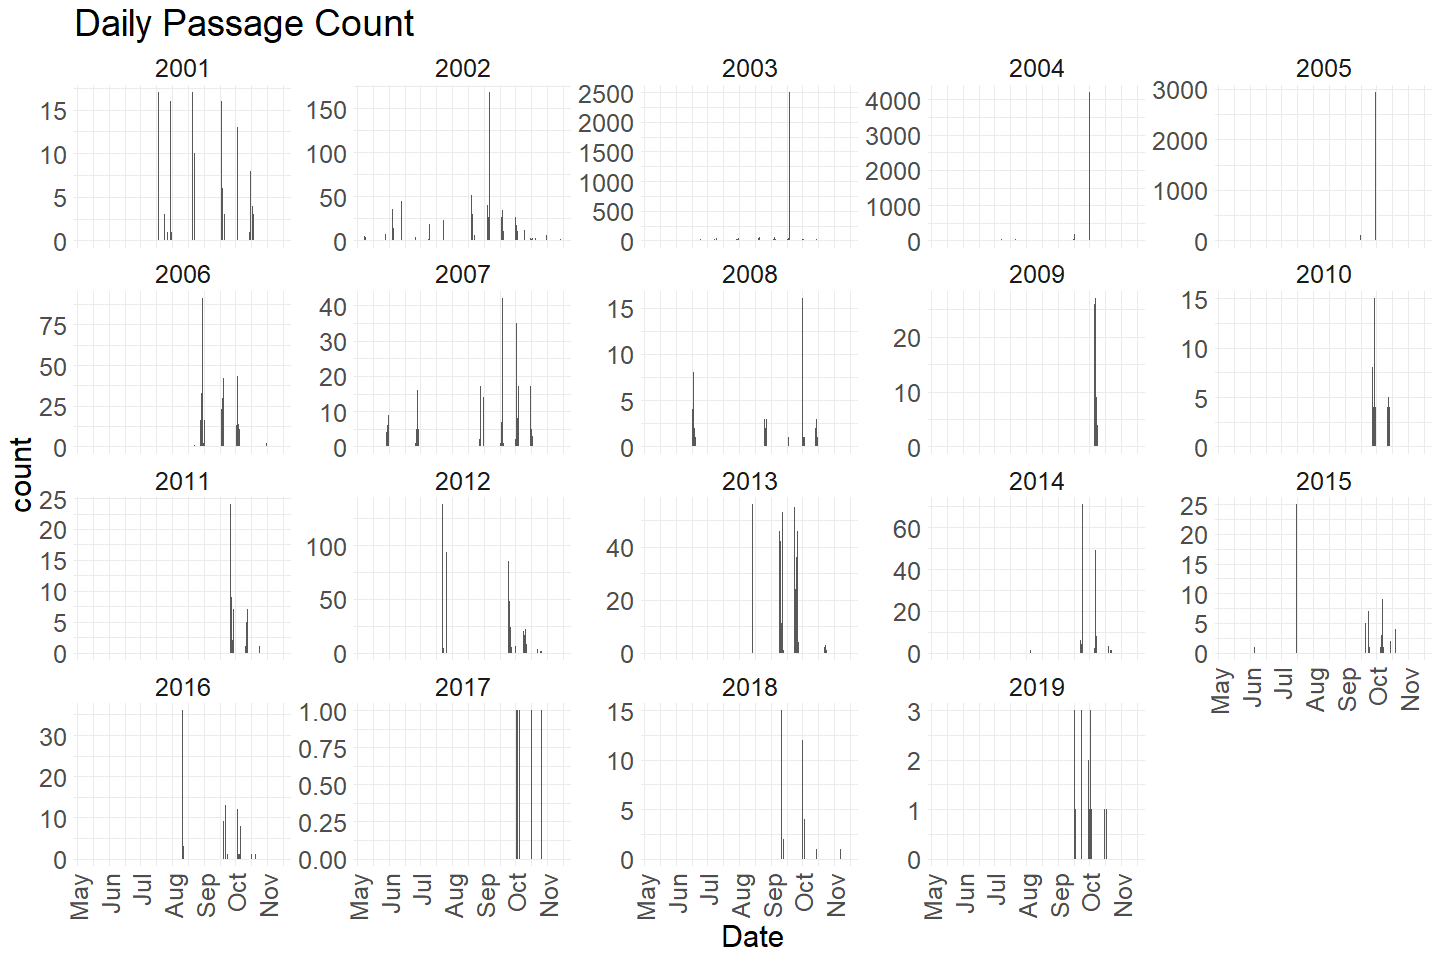 Daily Passage Count
2001 2002 2003 2004 2005
15 10 5 0
150 100 50 0
2500 2000 1500 1000 500 0
4000 3000 2000 1000 0
3000 2000 1000 0
2006 2007 2008 2009 2010
75 50 25 0
40 30 20 10 0
15 10 5 0
20 10 0
15 10 5 0
count
2011 2012 2013 2014 2015
25 20 15 10 5 0
100 50 0
40 20 0
60 40 20 0
25 20 15 10 5 0
May Jun Jul Aug Sep Oct Nov
2016 2017 2018 2019
30 20 10 0
1.00 0.75 0.50 0.25 0.00
15 10 5 0
3 2 1 0
May Jun Jul Aug Sep Oct Nov
May Jun Jul Aug Sep Oct Nov
May Jun Jul Aug Sep Oct Nov
May Jun Jul Aug Sep Oct Nov
Date